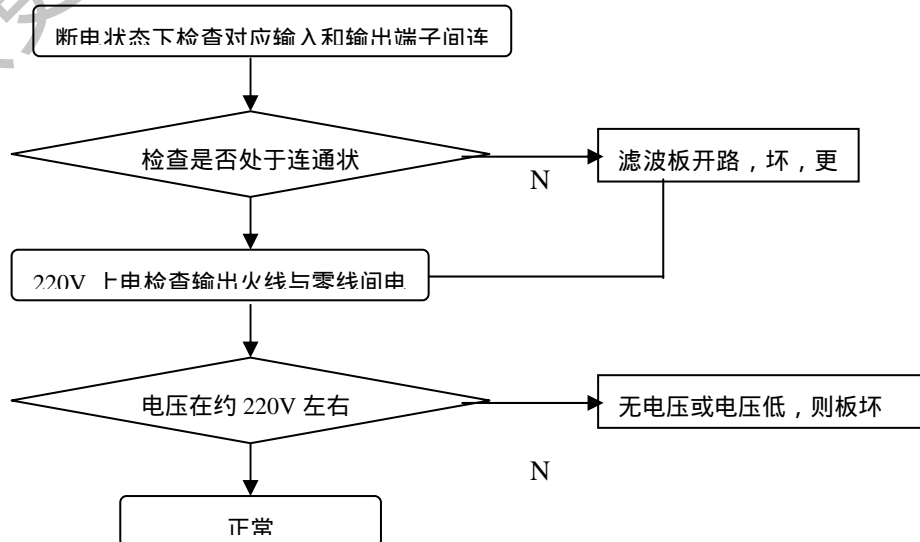 断电状态下检查对应输入和输出端子间连
检查是否处于连通状
N
滤波板开路，坏，更
220V 上电检查输出火线与零线间电
电压在约 220V 左右
N
无电压或电压低，则板坏
正常